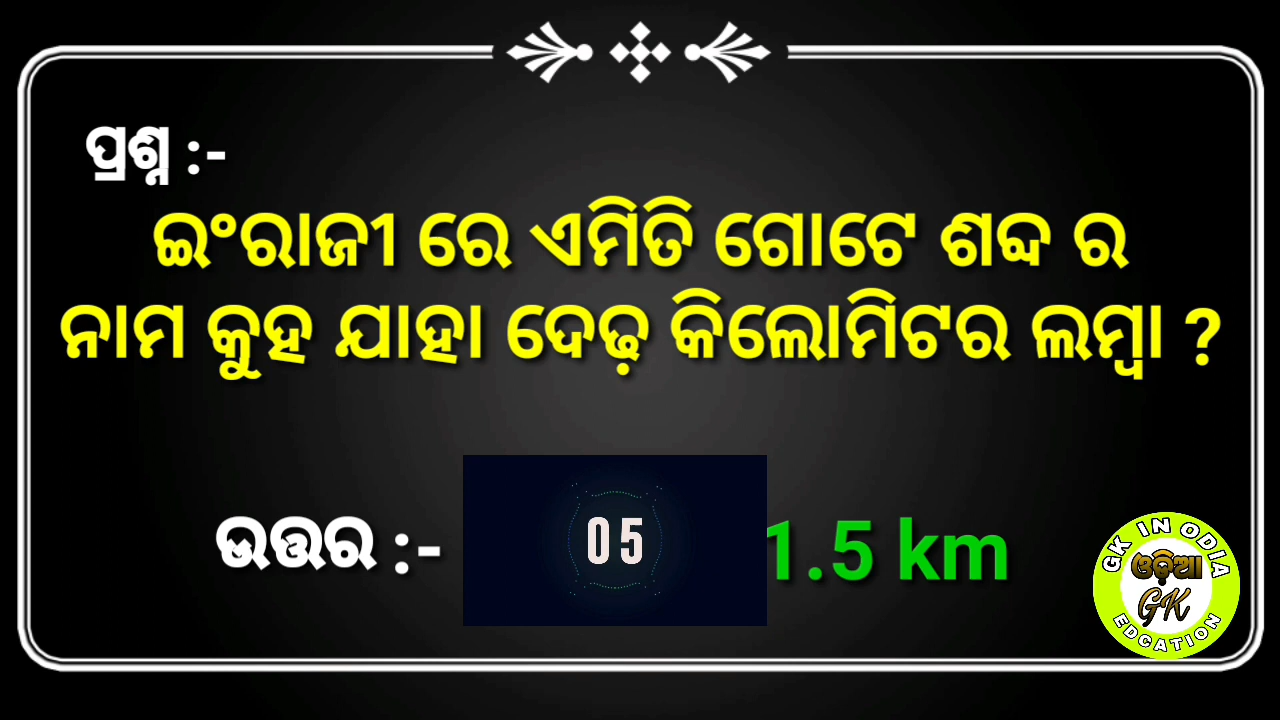 ପ୍ରଶ୍ନ :-
ଇଂରାଜୀ ରେ ଏମିତି ଗୋଟେ ଶବ୍ଦ ର
ନାମ କୁହ ଯାହା ଦେଢ଼ କିଲୋମିଟର ଲମ୍ବା ?
ଉତ୍ତର :-
05
1.5 km
GK IN ODIA
ଓଡ଼ିଆ
GK
EDCATION